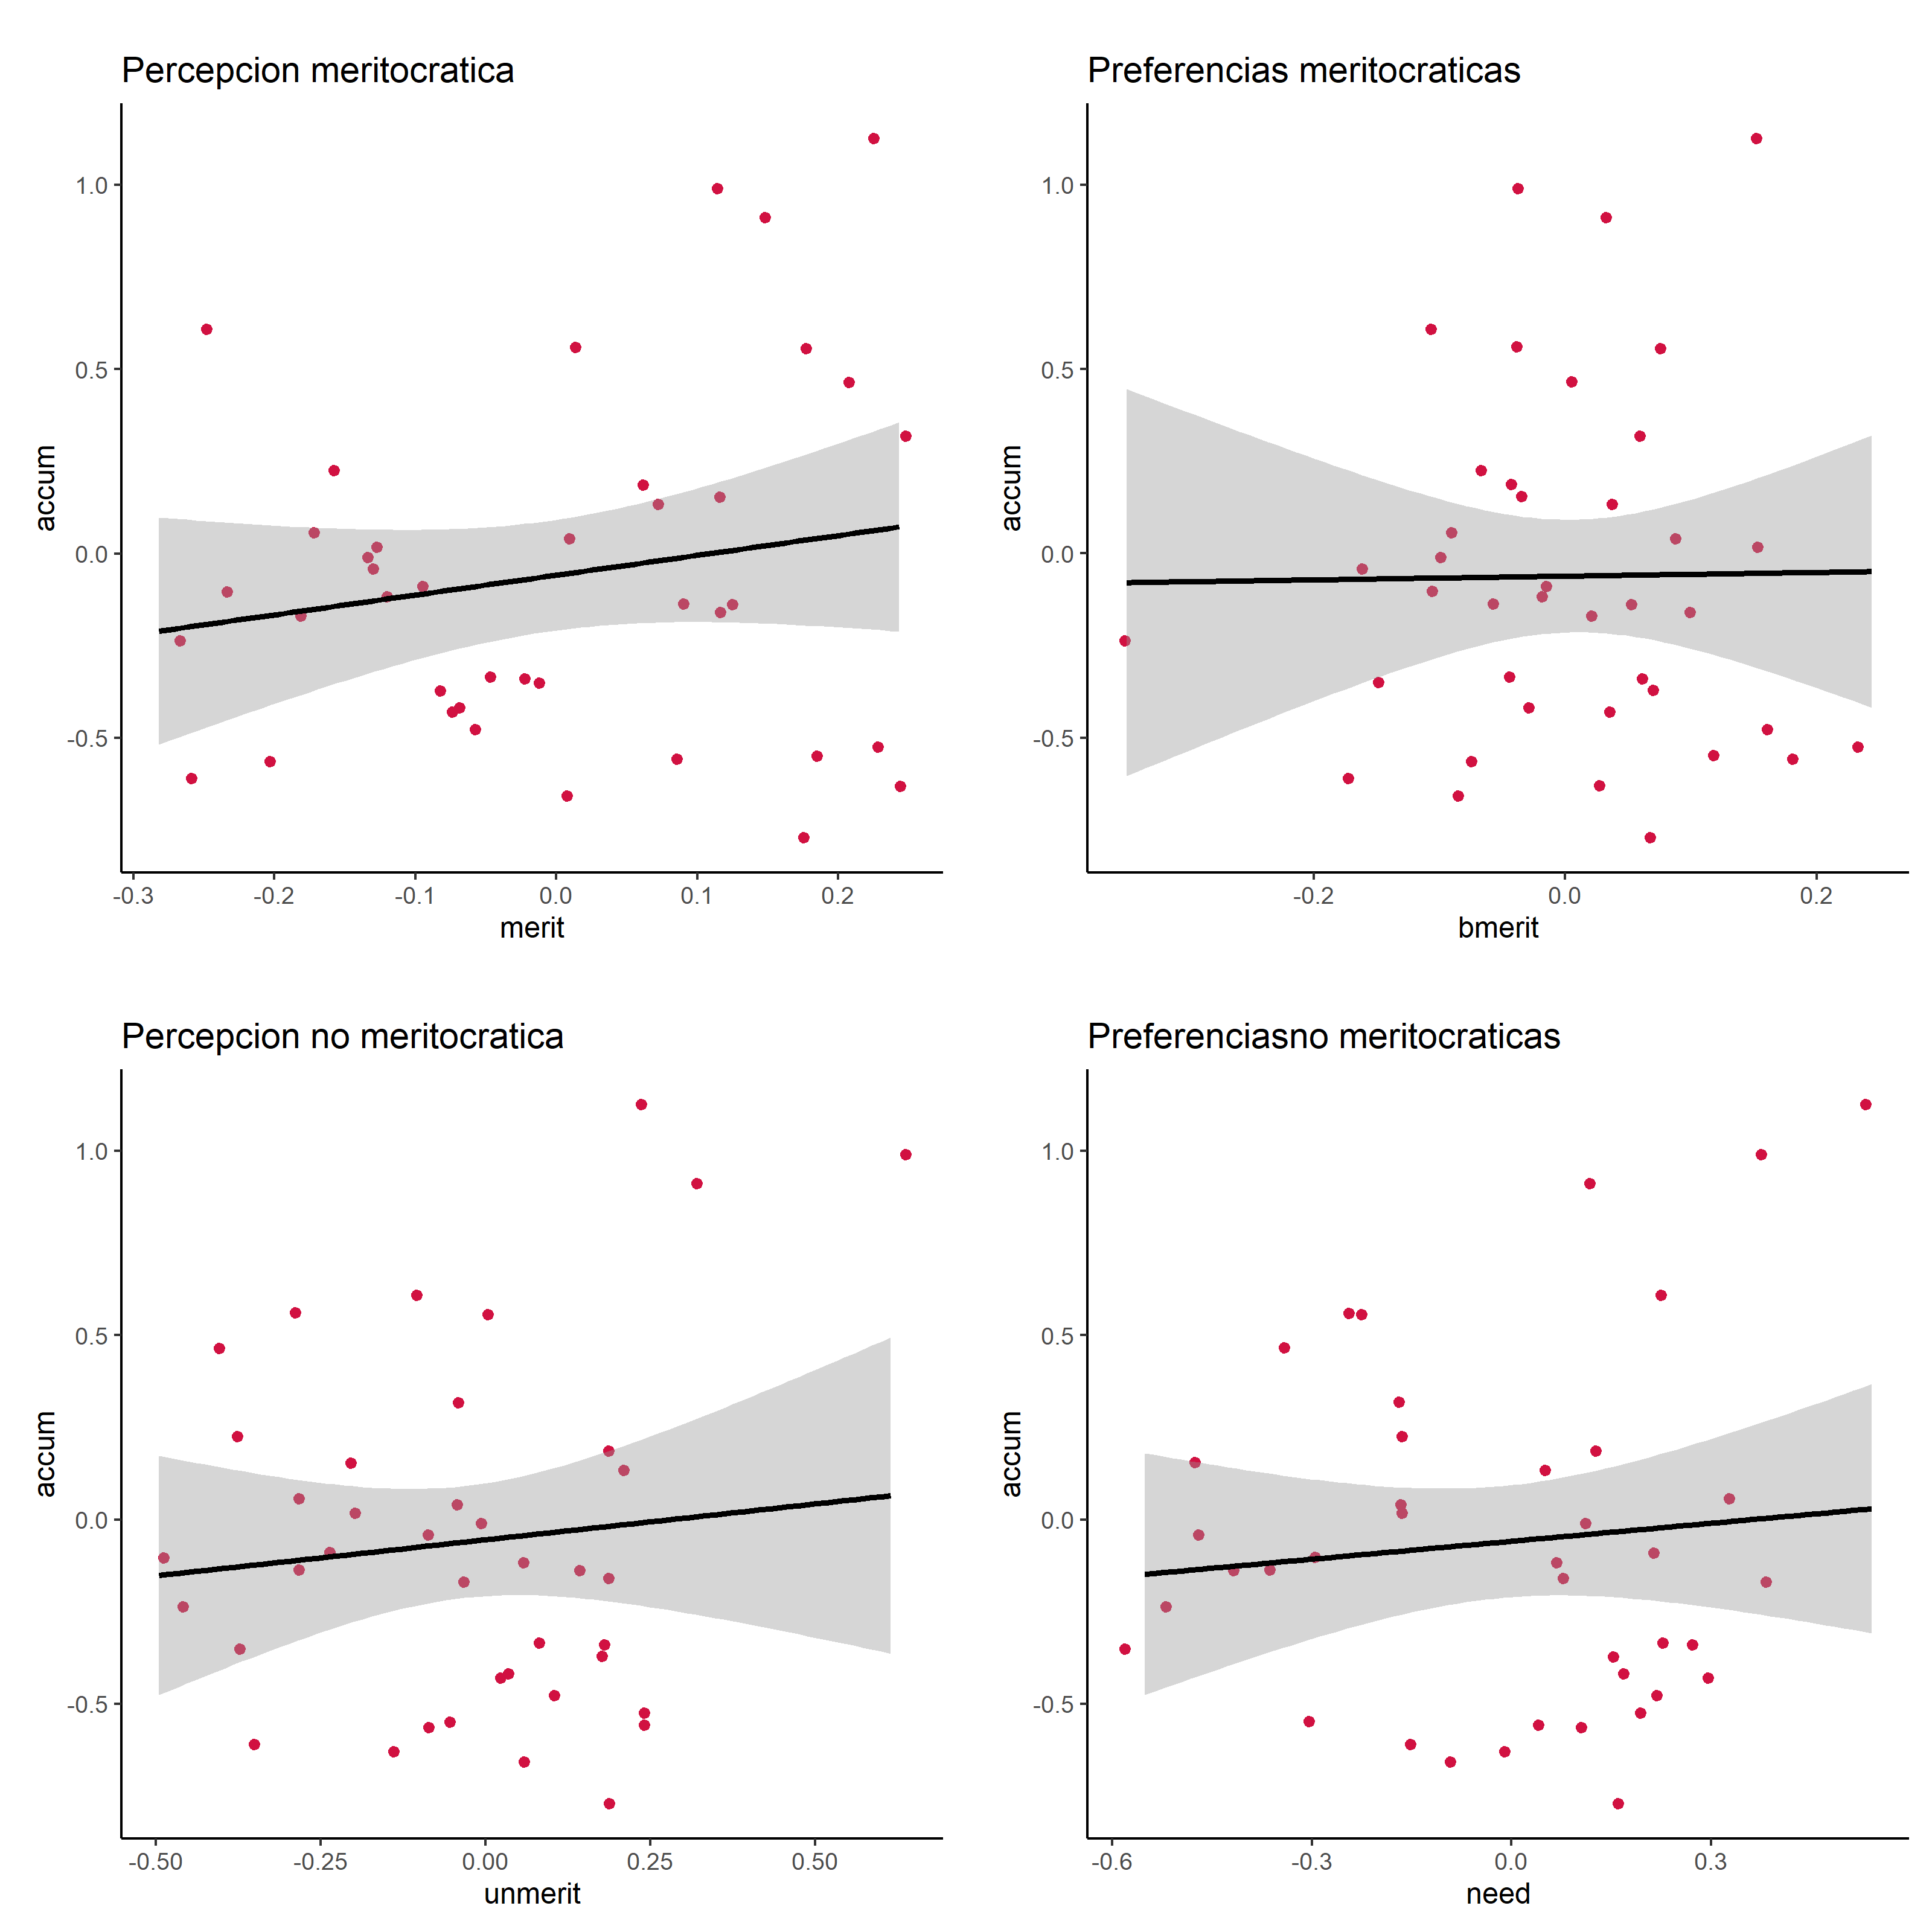 Percepcion meritocratica
accum
1.0
0.5
0.0
-0.5
-0.3 -0.2 -0.1 0.0 0.1 0.2
merit
Preferencias meritocraticas
accum
1.0
0.5
0.0
-0.5
-0.2 0.0 0.2
bmerit
Percepcion no meritocratica
accum
1.0
0.5
0.0
-0.5
-0.50 -0.25 0.00 0.25 0.50
unmerit
Preferenciasno meritocraticas
accum
1.0
0.5
0.0
-0.5
-0.6 -0.3 0.0 0.3
need